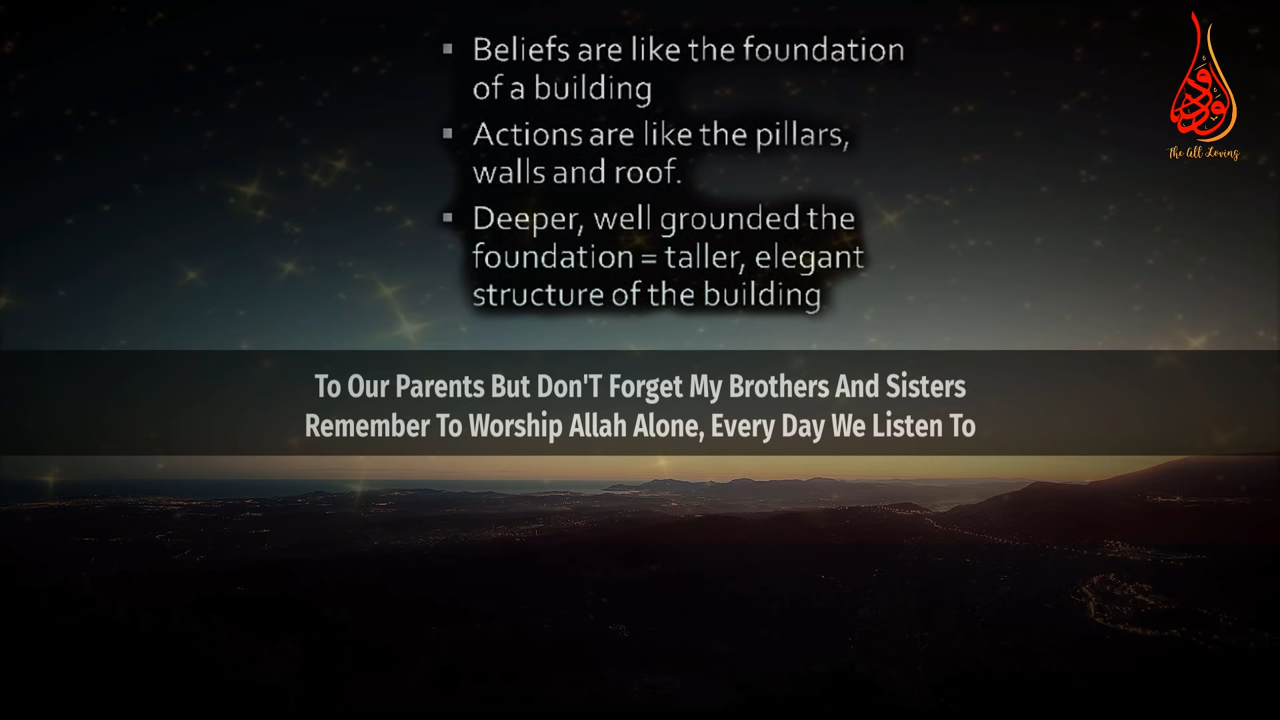 ▪ Beliefs are like the foundation
of a building
▪ Actions are like the pillars,
walls and roof.
▪ Deeper, well grounded the
foundation = taller, elegant
structure of the building
The All Loving
To Our Parents But Don'T Forget My Brothers And Sisters
Remember To Worship Allah Alone, Every Day We Listen To